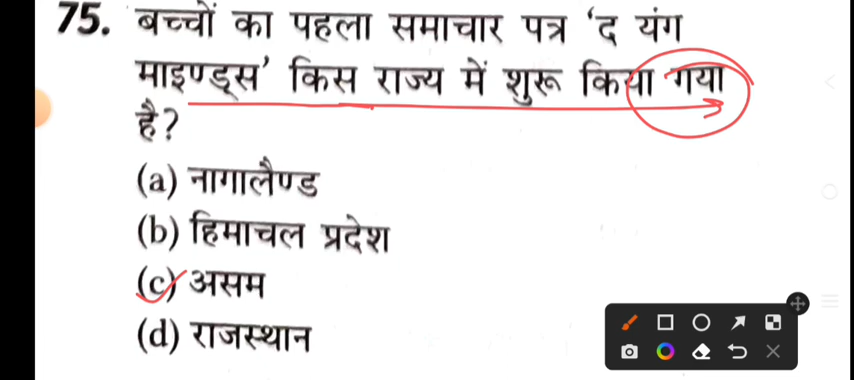 75. बच्चों का पहला समाचार पत्र ‘द यंग
माइण्ड्स’ किस राज्य में शुरू किया गया
है?
(a) नागालैण्ड
(b) हिमाचल प्रदेश
(c) असम
(d) राजस्थान